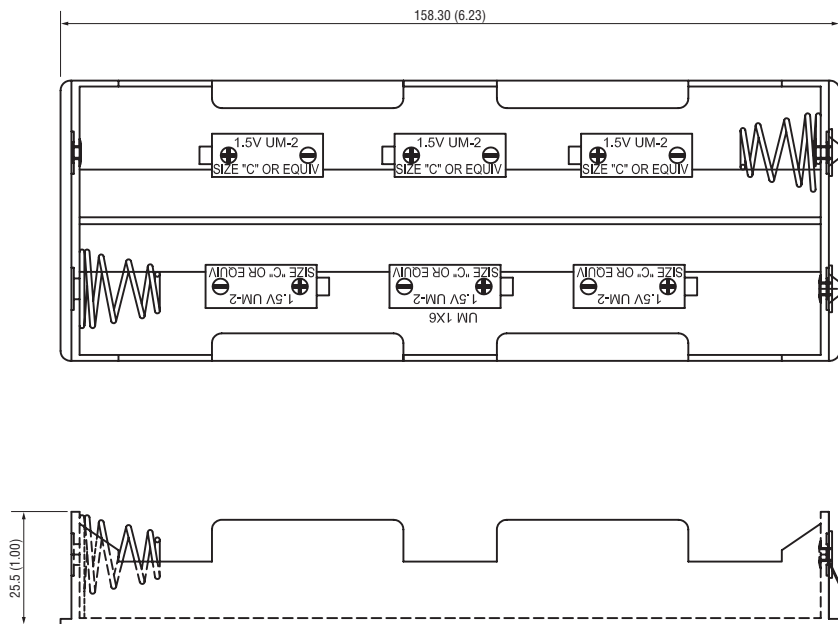 158.30 (6.23)
1.5V UM-2
SIZE "C" OR EQUIV
1.5V UM-2
SIZE "C" OR EQUIV
1.5V UM-2
SIZE "C" OR EQUIV
SIZE "C" OR EQUIV
1.5V UM-2
SIZE "C" OR EQUIV
1.5V UM-2
SIZE "C" OR EQUIV
1.5V UM-2
UM 1X6
25.5 (1.00)